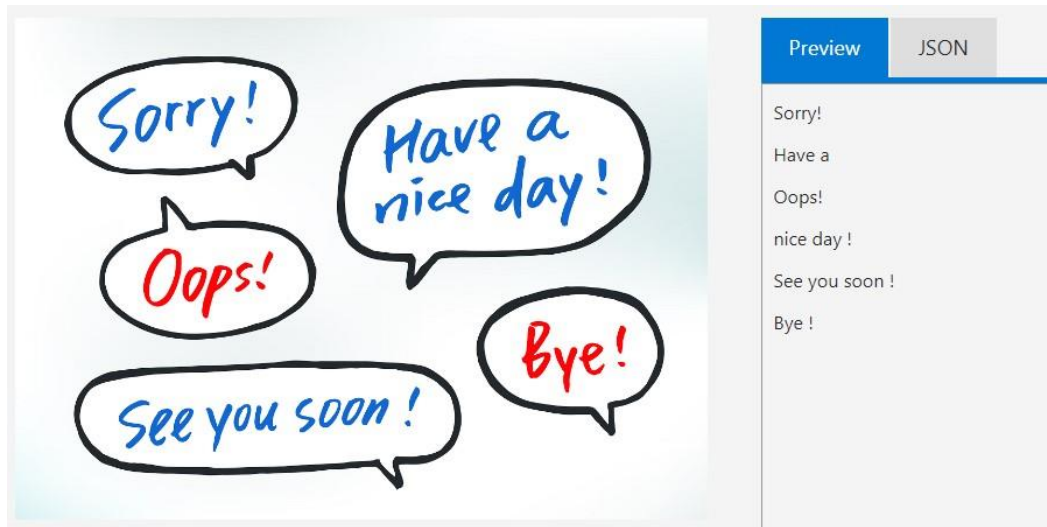 Sorry!
Have a
nice day!
Oops!
Bye!
See you soon!
Preview
JSON
Sorry!
Have a
Oops!
nice day !
See you soon !
Bye !